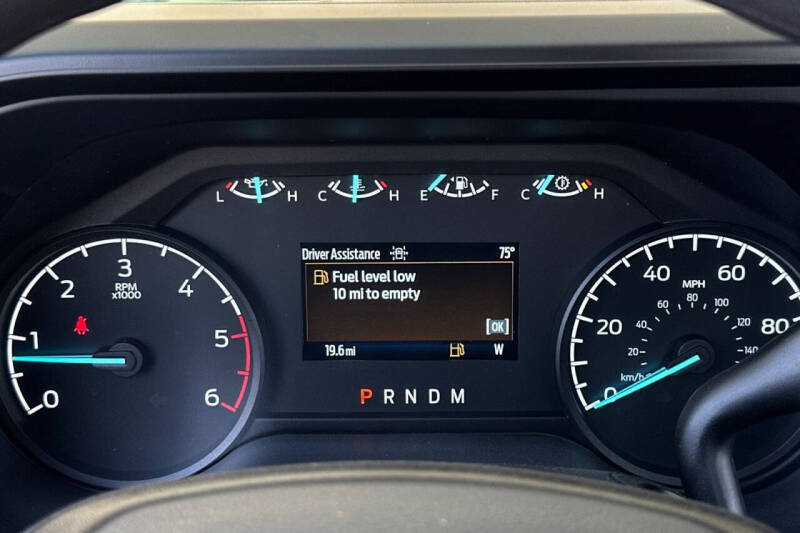 L H C H E F C H
Driver Assistance 75°
Fuel level low
10 mi to empty
[OK]
19.6 mi W
P R N D M
0 1 2 3 4 5 6
RPM
x1000
0 20 40 60 80
MPH
20 40 60 80 100 120 140
km/h